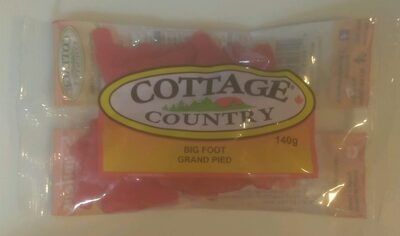 COTTAGE
COUNTRY
140g
BIG FOOT
GRAND PIED